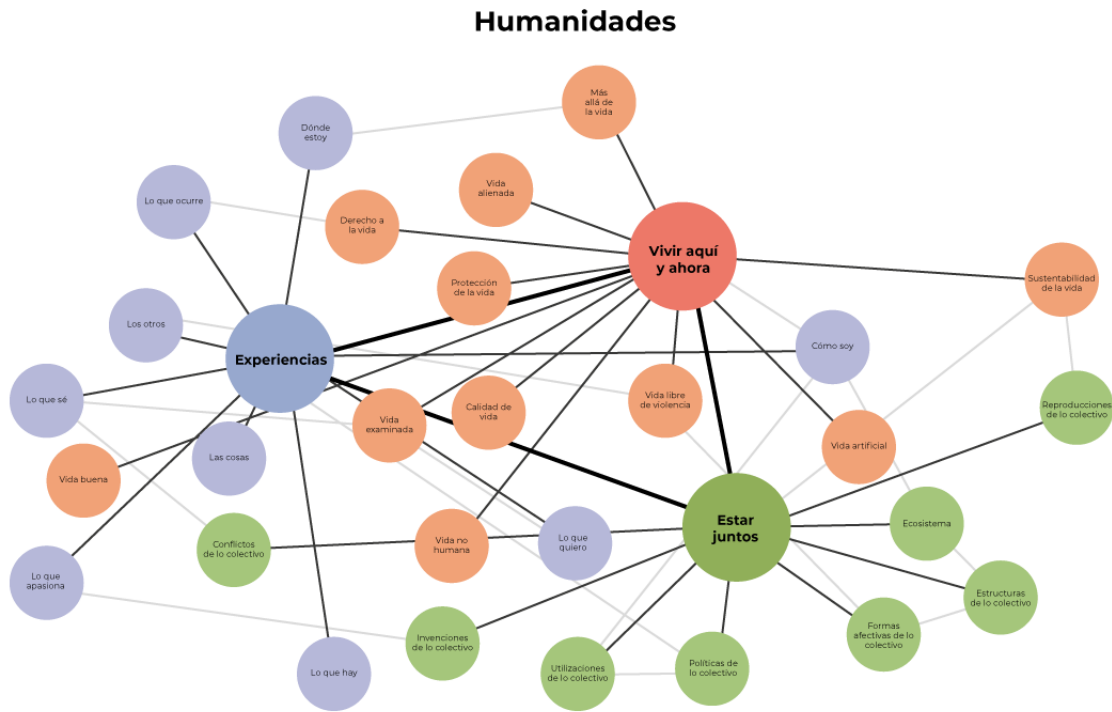 Humanidades
Más
allá de
la vida
Dónde
estoy
Vida
alienada
Lo que ocurre
Derecho a
la vida
Vivir aquí
y ahora
Protección
de la vida
Sustentabilidad
de la vida
Los otros
Experiencias
Cómo soy
Lo que sé
Vida
examinada
Calidad de
vida
Vida libre
de violencia
Reproducciones
de lo colectivo
Vida artificial
Las cosas
Vida buena
Estar
juntos
Ecosistema
Conflictos
de lo colectivo
Vida no
humana
Lo que
quiero
Lo que
apasiona
Estructuras
de lo colectivo
Invenciones
de lo colectivo
Formas
afectivas de lo
colectivo
Lo que hay
Utilizaciones
de lo colectivo
Políticas de
lo colectivo